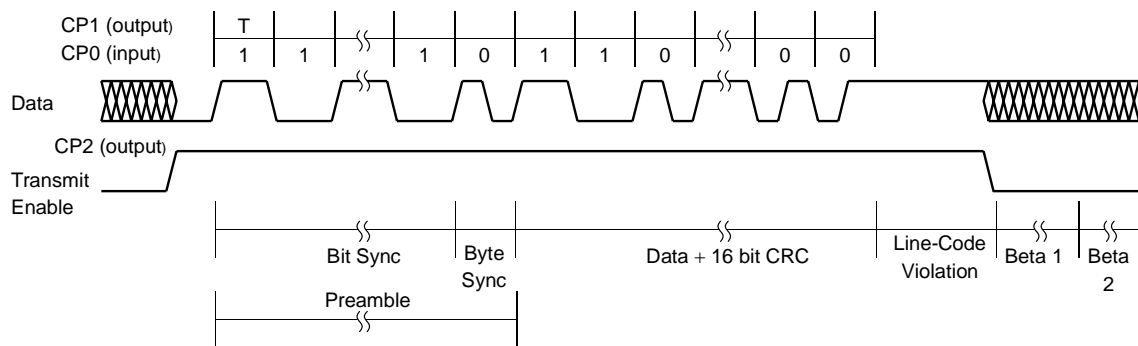 CP1 (output) T
CP0 (input) 1 1 1 0 1 1 0 0 0
Data
CP2 (output)
Transmit
Enable
Bit Sync
Byte
Sync
Data + 16 bit CRC
Line-Code
Violation
Beta 1
Beta
2
Preamble